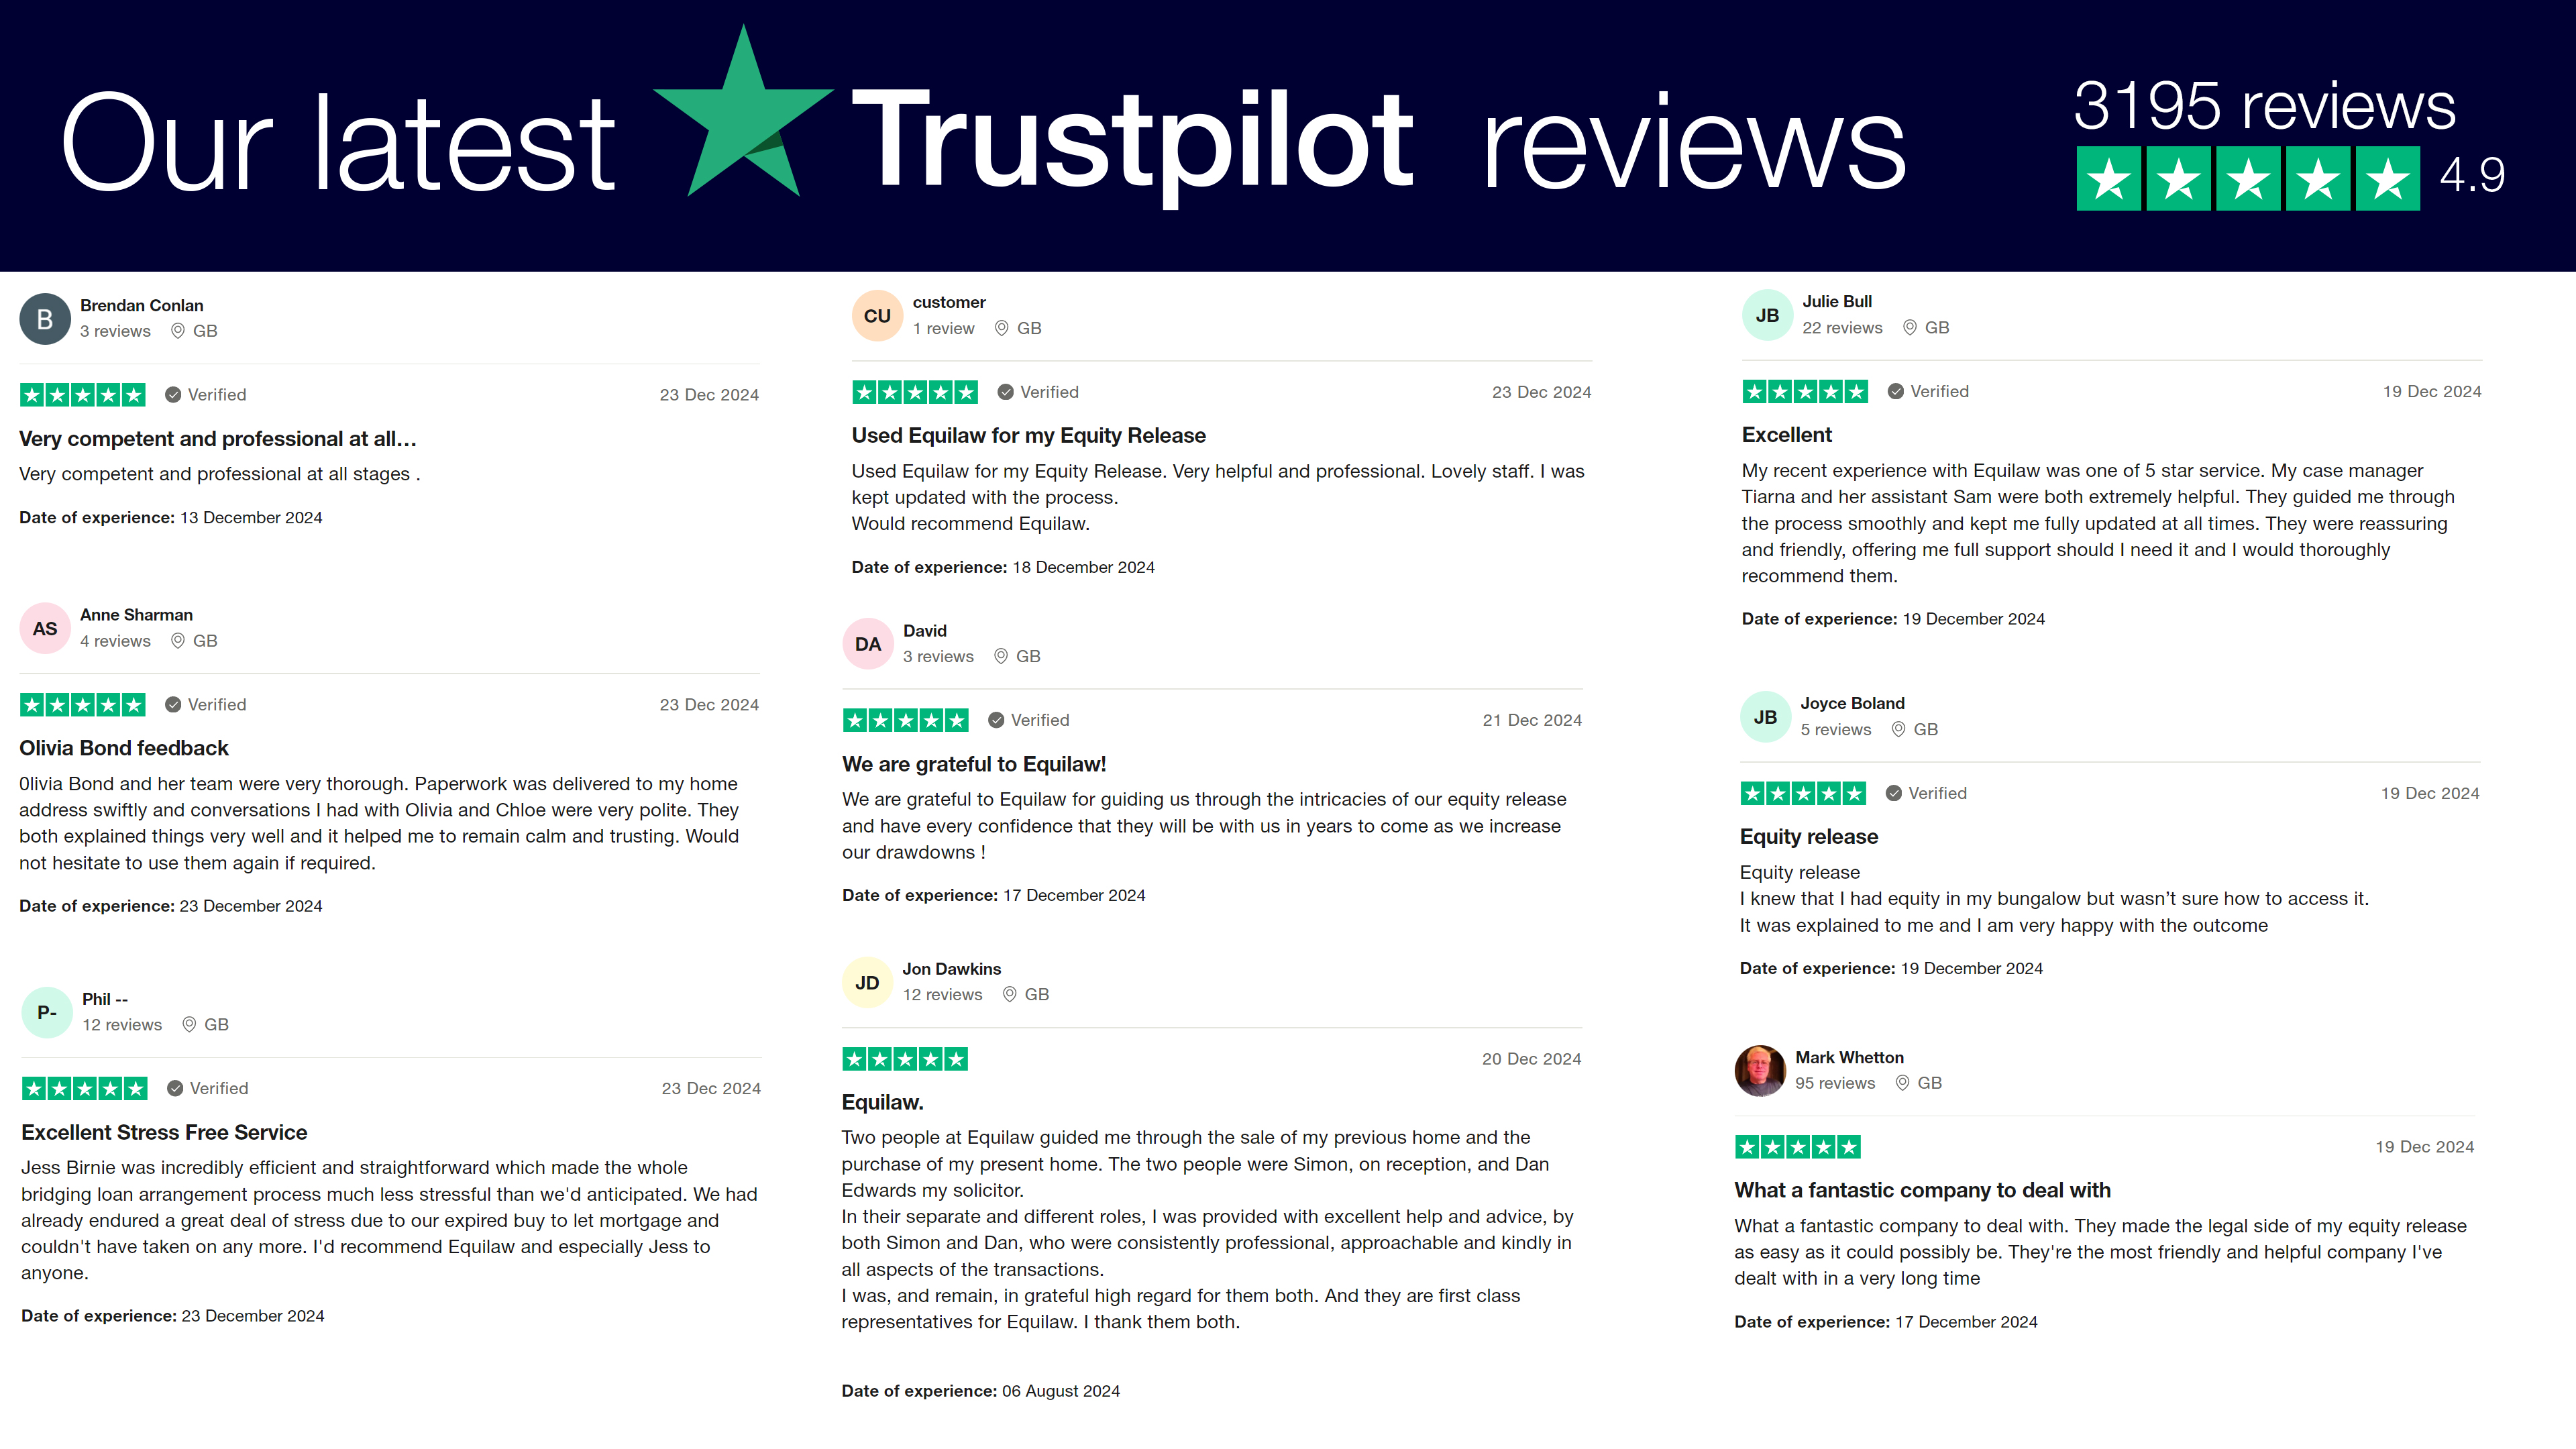 Our latest Trustpilot reviews
3195 reviews
4.9
B
Brendan Conlan
3 reviews GB
Verified 23 Dec 2024
Very competent and professional at all...
Very competent and professional at all stages .
Date of experience: 13 December 2024
AS
Anne Sharman
4 reviews GB
Verified 23 Dec 2024
Olivia Bond feedback
0livia Bond and her team were very thorough. Paperwork was delivered to my home
address swiftly and conversations I had with Olivia and Chloe were very polite. They
both explained things very well and it helped me to remain calm and trusting. Would
not hesitate to use them again if required.
Date of experience: 23 December 2024
P-
Phil --
12 reviews GB
Verified 23 Dec 2024
Excellent Stress Free Service
Jess Birnie was incredibly efficient and straightforward which made the whole
bridging loan arrangement process much less stressful than we'd anticipated. We had
already endured a great deal of stress due to our expired buy to let mortgage and
couldn't have taken on any more. I'd recommend Equilaw and especially Jess to
anyone.
Date of experience: 23 December 2024
CU
customer
1 review GB
Verified 23 Dec 2024
Used Equilaw for my Equity Release
Used Equilaw for my Equity Release. Very helpful and professional. Lovely staff. I was
kept updated with the process.
Would recommend Equilaw.
Date of experience: 18 December 2024
DA
David
3 reviews GB
Verified 21 Dec 2024
We are grateful to Equilaw!
We are grateful to Equilaw for guiding us through the intricacies of our equity release
and have every confidence that they will be with us in years to come as we increase
our drawdowns !
Date of experience: 17 December 2024
JD
Jon Dawkins
12 reviews GB
20 Dec 2024
Equilaw.
Two people at Equilaw guided me through the sale of my previous home and the
purchase of my present home. The two people were Simon, on reception, and Dan
Edwards my solicitor.
In their separate and different roles, I was provided with excellent help and advice, by
both Simon and Dan, who were consistently professional, approachable and kindly in
all aspects of the transactions.
I was, and remain, in grateful high regard for them both. And they are first class
representatives for Equilaw. I thank them both.
Date of experience: 06 August 2024
JB
Julie Bull
22 reviews GB
Verified 19 Dec 2024
Excellent
My recent experience with Equilaw was one of 5 star service. My case manager
Tiarna and her assistant Sam were both extremely helpful. They guided me through
the process smoothly and kept me fully updated at all times. They were reassuring
and friendly, offering me full support should I need it and I would thoroughly
recommend them.
Date of experience: 19 December 2024
JB
Joyce Boland
5 reviews GB
Verified 19 Dec 2024
Equity release
Equity release
I knew that I had equity in my bungalow but wasn’t sure how to access it.
It was explained to me and I am very happy with the outcome
Date of experience: 19 December 2024
Mark Whetton
95 reviews GB
19 Dec 2024
What a fantastic company to deal with
What a fantastic company to deal with. They made the legal side of my equity release
as easy as it could possibly be. They're the most friendly and helpful company I've
dealt with in a very long time
Date of experience: 17 December 2024